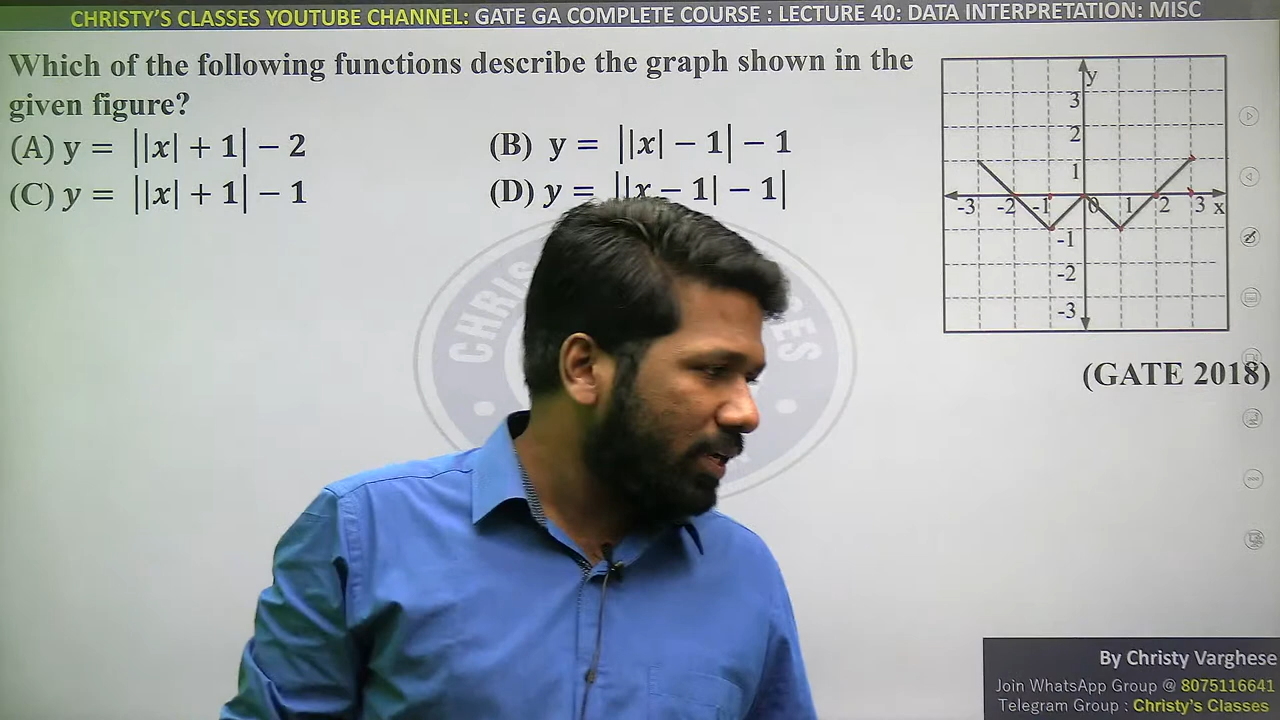 CHRISTY'S CLASSES YOUTUBE CHANNEL: GATE GA COMPLETE COURSE : LECTURE 40: DATA INTERPRETATION: MISC
Which of the following functions describe the graph shown in the
given figure?
(A) y = ||x| + 1| − 2
(B) y = ||x| − 1| − 1
(C) y = ||x| + 1| − 1
(D) y = ||x − 1| − 1|
y
3
2
1
-3 -2 -1 0 1 2 3 x
-1
-2
-3
(GATE 2018)
CHRIS
SES
By Christy Varghese
Join WhatsApp Group @ 8075116641
Telegram Group : Christy's Classes